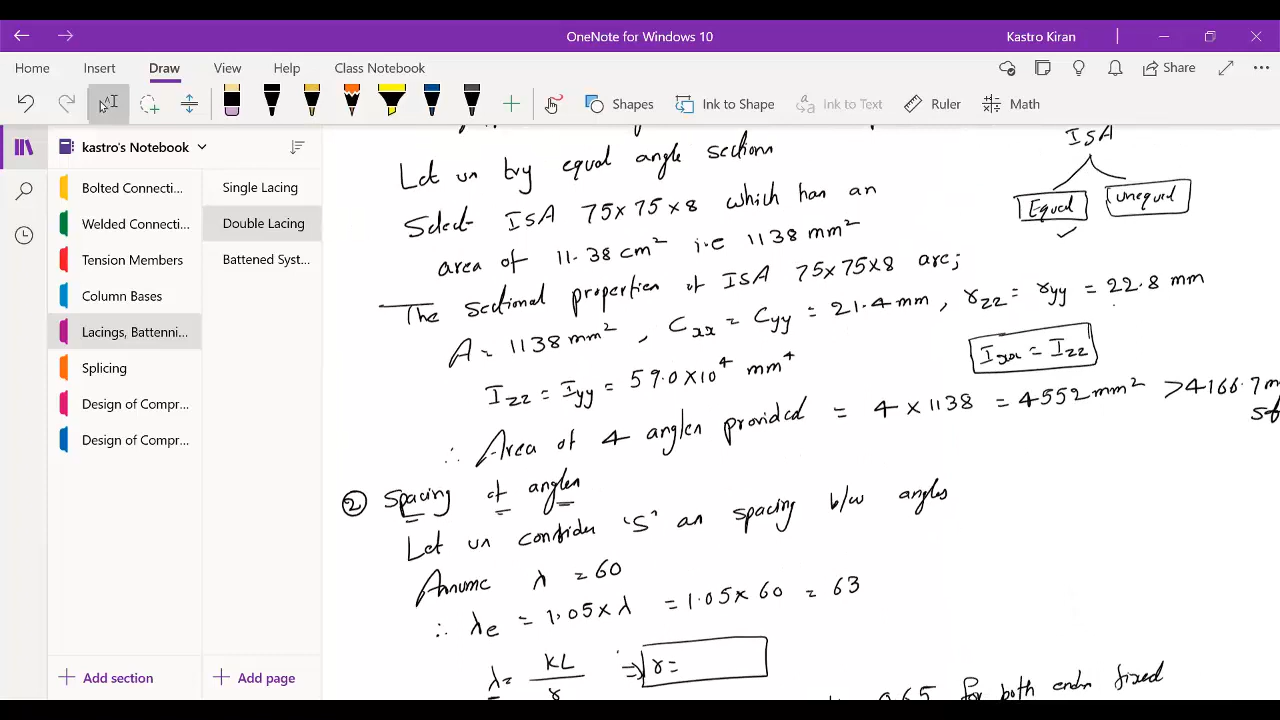 OneNote for Windows 10
Kastro Kiran
Home Insert Draw View Help Class Notebook
Share
Shapes Ink to Shape Ink to Text Ruler Math
kastro's Notebook
Bolted Connecti...
Welded Connecti...
Tension Members
Column Bases
Lacings, Battenni...
Splicing
Design of Compr...
Design of Compr...
Single Lacing
Double Lacing
Battened Syst...
Add section
Add page
ISA
Equal unequal
Let us try equal angle sections
Select ISA 75x75x8 which has an
area of 11.38 cm² i.e 1138 mm²
The sectional properties of ISA 75x75x8 are;
A = 1138 mm², Cxx = Cyy = 21.4 mm, rzz = ryy = 22.8 mm
Izz = Iyy = 59.0x10⁴ mm⁴
Ixx = Izz
∴ Area of 4 angles provided = 4 x 1138 = 4552 mm² > 4166.7 m
② Spacing of angles
Let us consider 'S' as spacing b/w angles
Assume λ = 60
∴ λe = 1.05 x λ = 1.05 x 60 = 63
λ = KL / r ⇒ r =
0.65 for both ends fixed